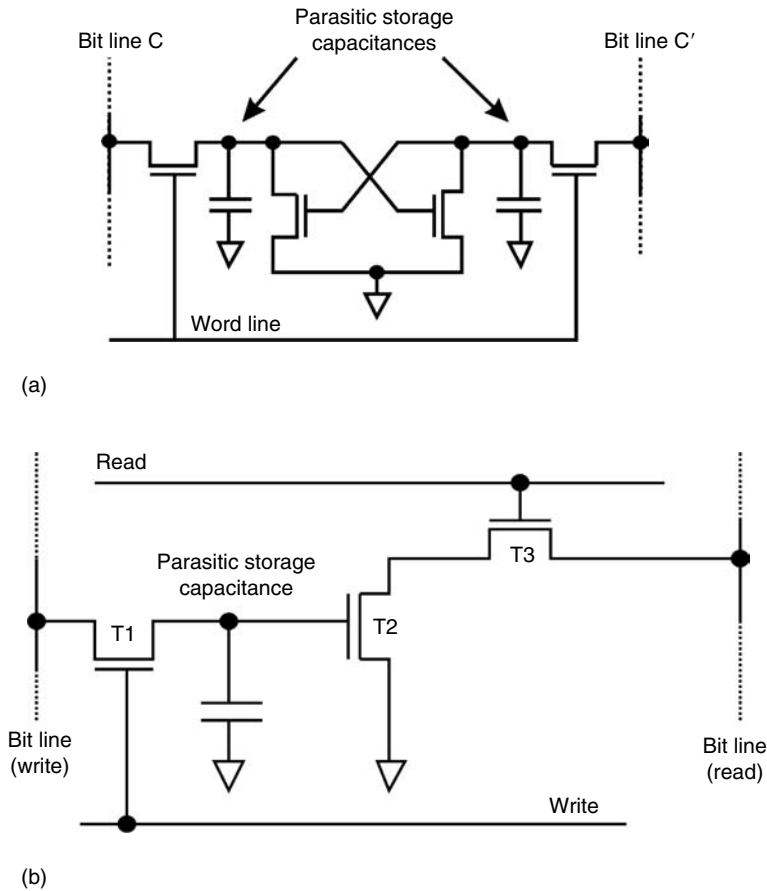 Parasitic storage
capacitances
Bit line C
Bit line C′
Word line
(a)
Read
Parasitic storage
capacitance
T3
T1
T2
Bit line
(write)
Bit line
(read)
Write
(b)